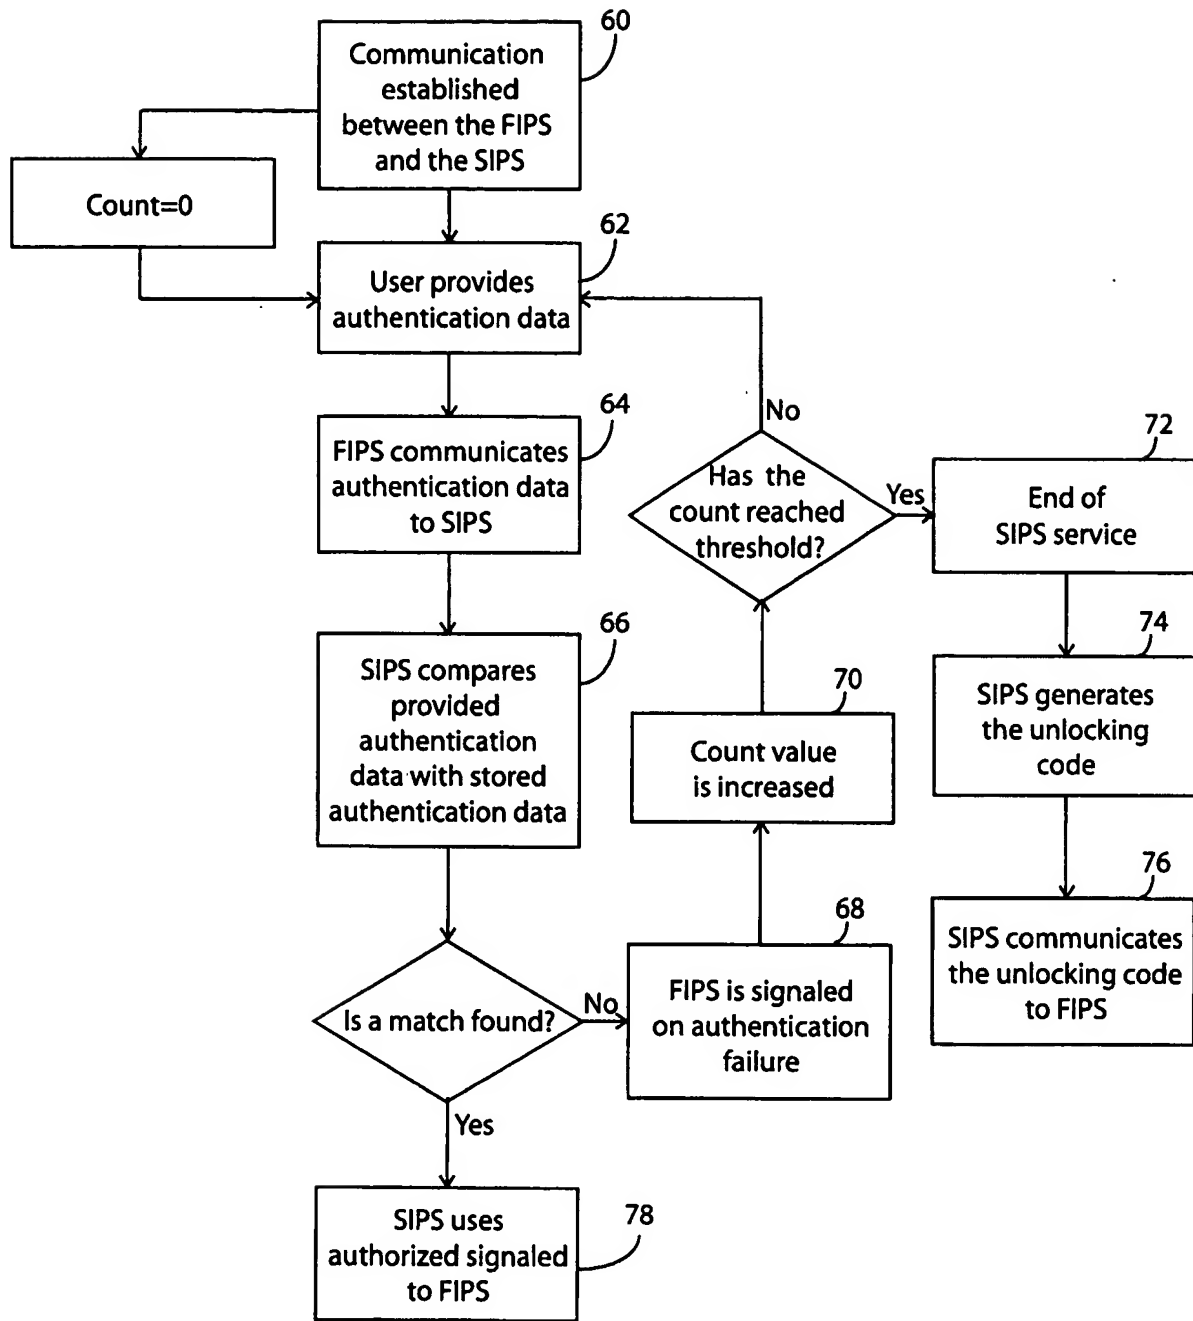 60
Communication
established
between the FIPS
and the SIPS
Count=0
62
User provides
authentication data
64
FIPS communicates
authentication data
to SIPS
66
SIPS compares
provided
authentication
data with stored
authentication data
Is a match found?
No
Yes
68
FIPS is signaled
on authentication
failure
70
Count value
is increased
Has the
count reached
threshold?
No
Yes
72
End of
SIPS service
74
SIPS generates
the unlocking
code
76
SIPS communicates
the unlocking code
to FIPS
SIPS uses
authorized signaled
to FIPS
78